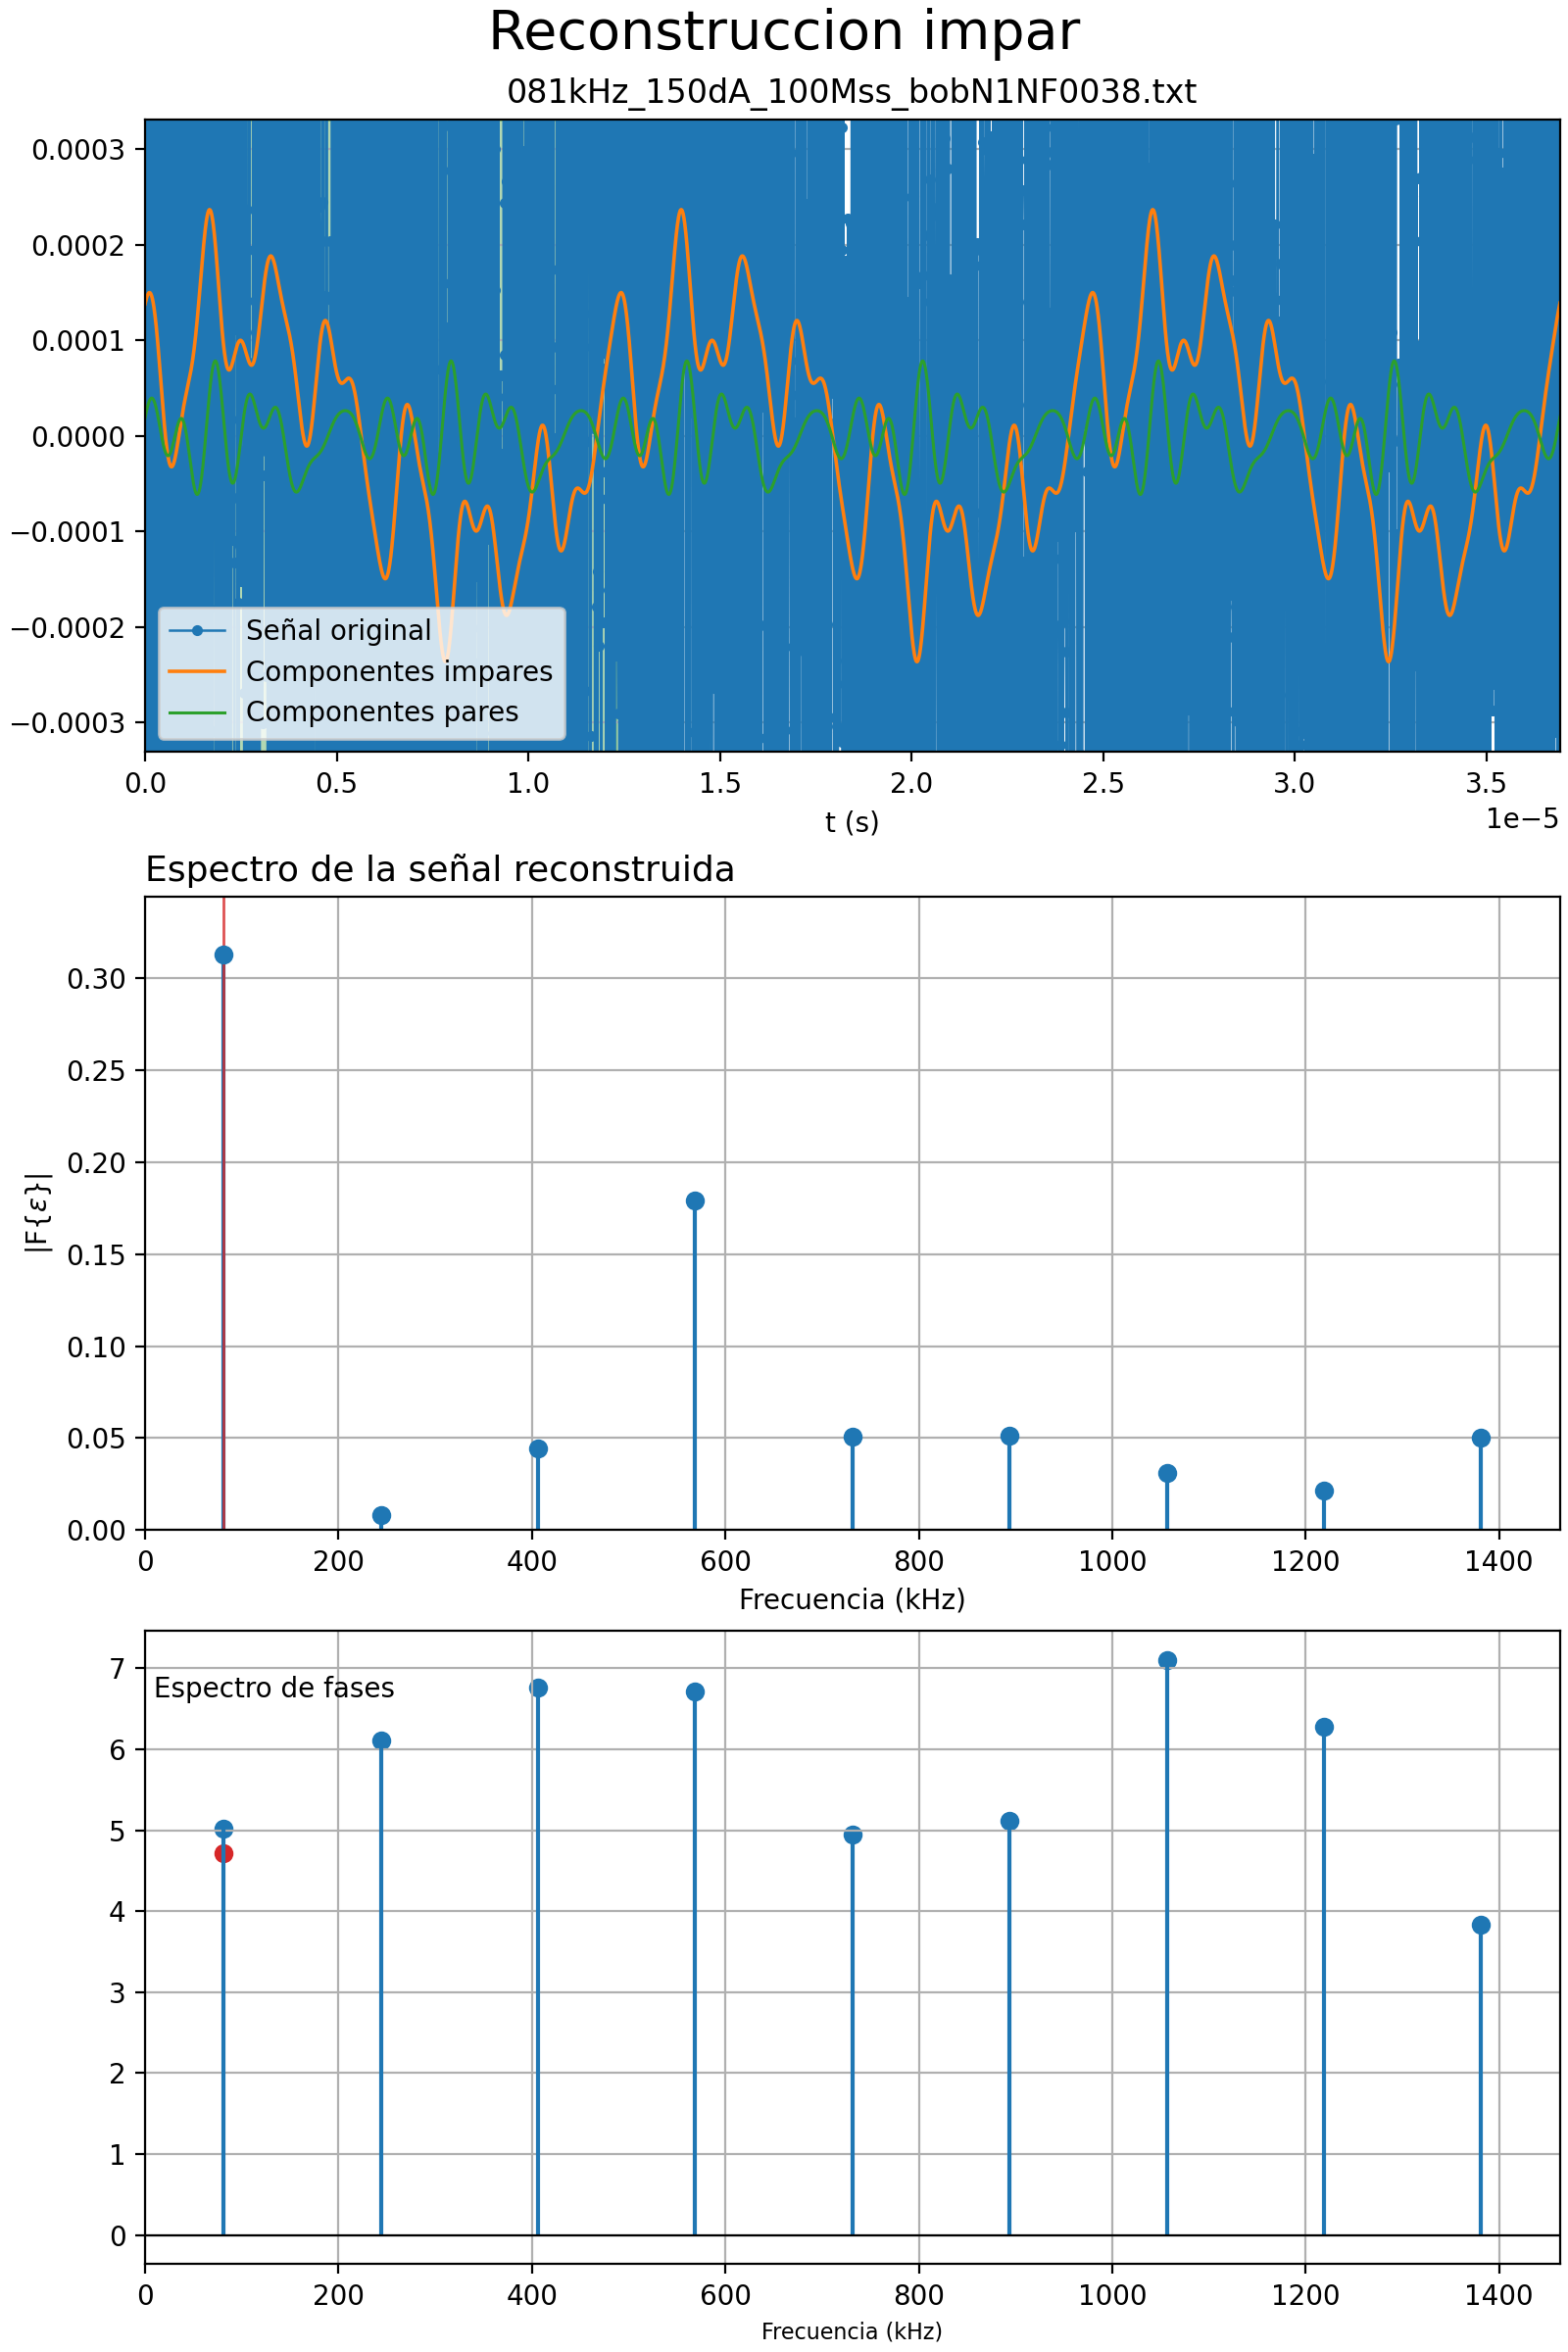 Reconstruccion impar
081kHz_150dA_100Mss_bobN1NF0038.txt
0.0003
0.0002
0.0001
0.0000
−0.0001
−0.0002
−0.0003
Señal original
Componentes impares
Componentes pares
0.0 0.5 1.0 1.5 2.0 2.5 3.0 3.5
1e−5
t (s)
Espectro de la señal reconstruida
0.30
0.25
0.20
0.15
0.10
0.05
0.00
|F{ε}|
0 200 400 600 800 1000 1200 1400
Frecuencia (kHz)
7
Espectro de fases
6
5
4
3
2
1
0
0 200 400 600 800 1000 1200 1400
Frecuencia (kHz)